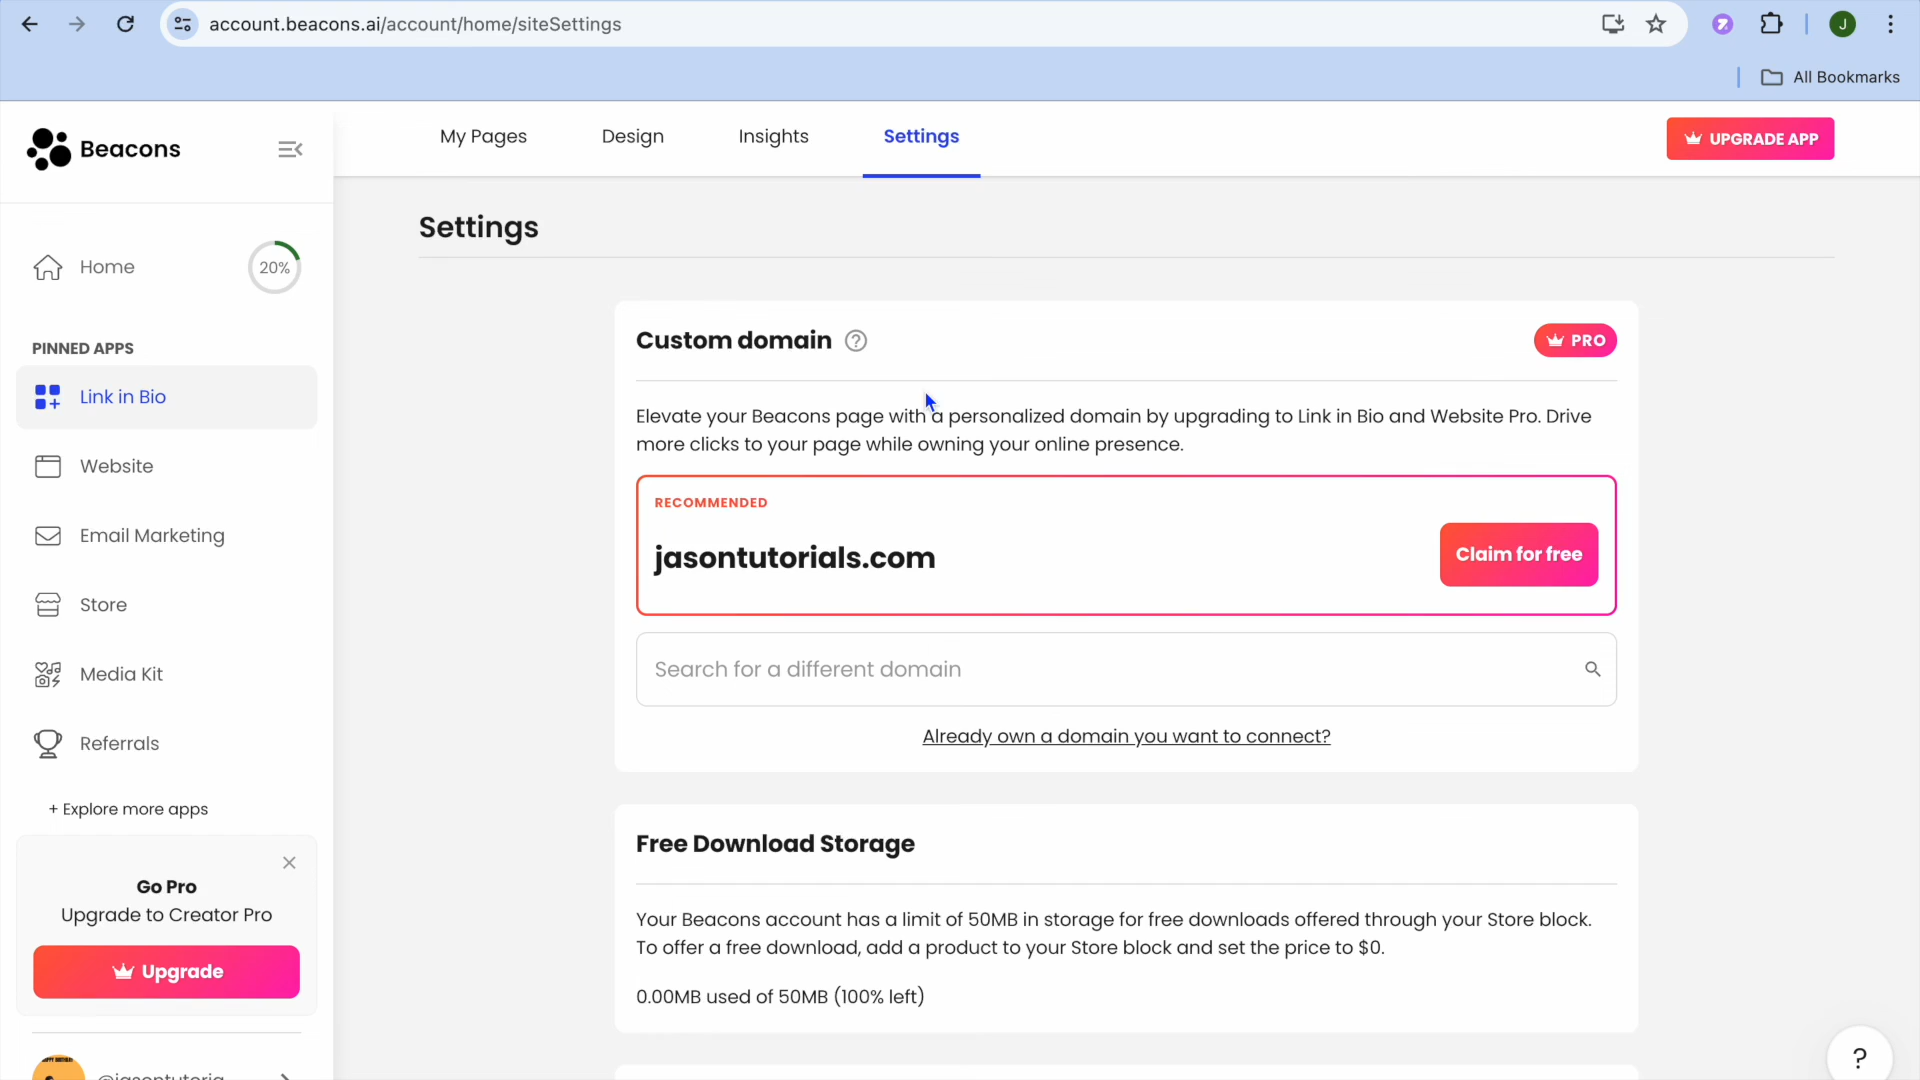 account.beacons.ai/account/home/siteSettings
J
All Bookmarks
Beacons
My Pages
Design
Insights
Settings
UPGRADE APP
Settings
Home
20%
PINNED APPS
Link in Bio
Website
Email Marketing
Store
Media Kit
Referrals
+ Explore more apps
Go Pro
Upgrade to Creator Pro
Upgrade
Custom domain ?
PRO
Elevate your Beacons page with a personalized domain by upgrading to Link in Bio and Website Pro. Drive
more clicks to your page while owning your online presence.
RECOMMENDED
jasontutorials.com
Claim for free
Search for a different domain
Already own a domain you want to connect?
Free Download Storage
Your Beacons account has a limit of 50MB in storage for free downloads offered through your Store block.
To offer a free download, add a product to your Store block and set the price to $0.
0.00MB used of 50MB (100% left)
?